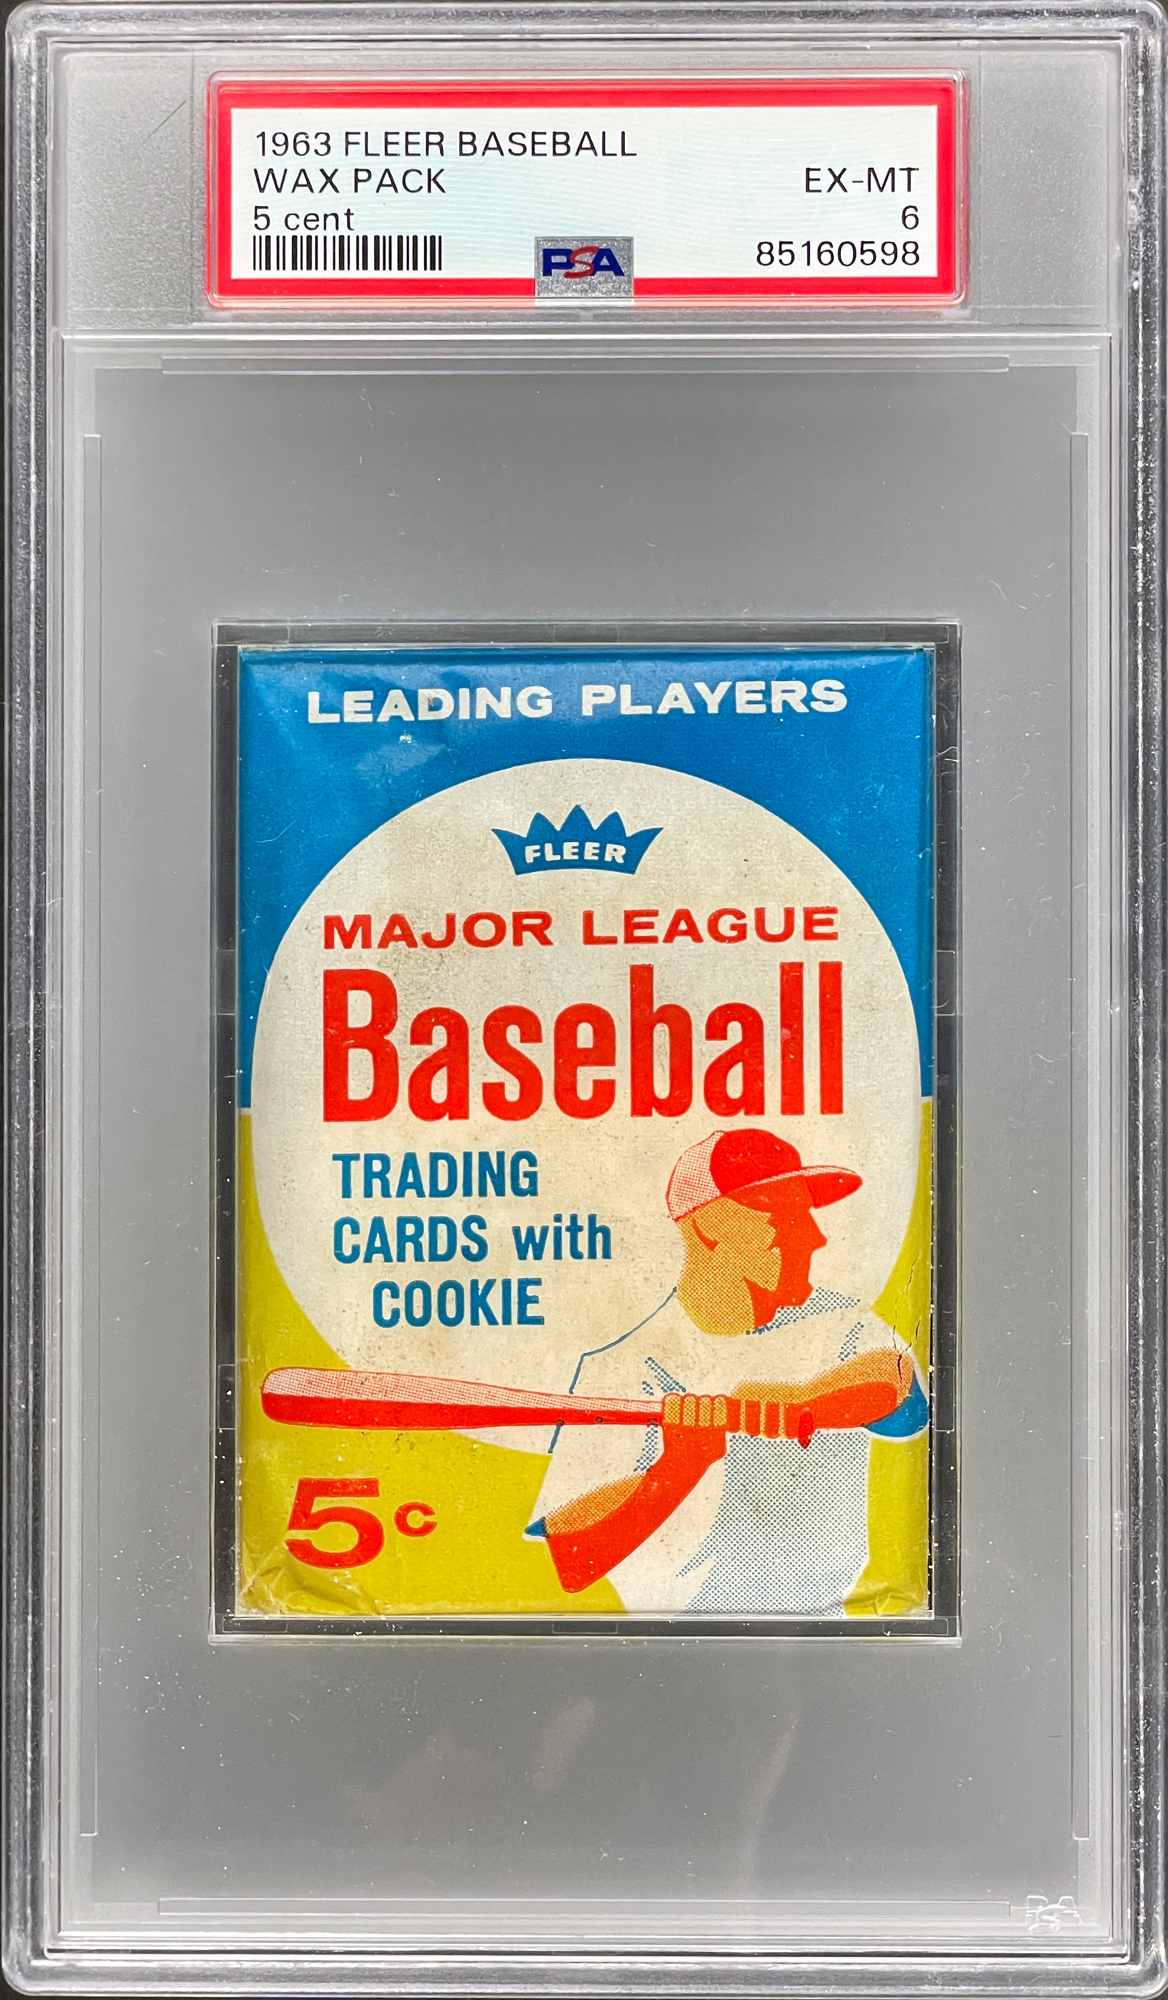 1963 FLEER BASEBALL
WAX PACK EX-MT
5 cent 6
PSA 85160598
LEADING PLAYERS
FLEER
MAJOR LEAGUE
Baseball
TRADING
CARDS with
COOKIE
5c
PSA